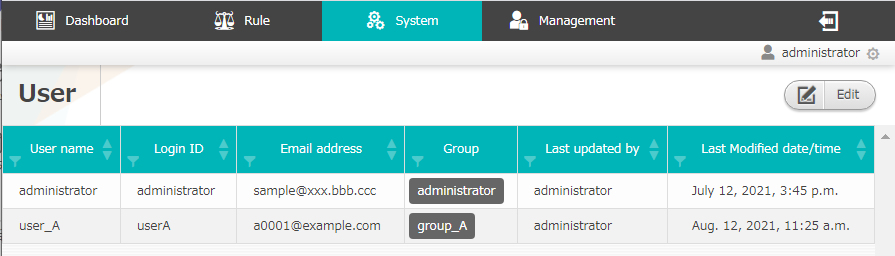 Dashboard Rule System Management
administrator
User
Edit
User name Login ID Email address Group Last updated by Last Modified date/time
administrator administrator sample@xxx.bbb.ccc administrator administrator July 12, 2021, 3:45 p.m.
user_A userA a0001@example.com group_A administrator Aug. 12, 2021, 11:25 a.m.